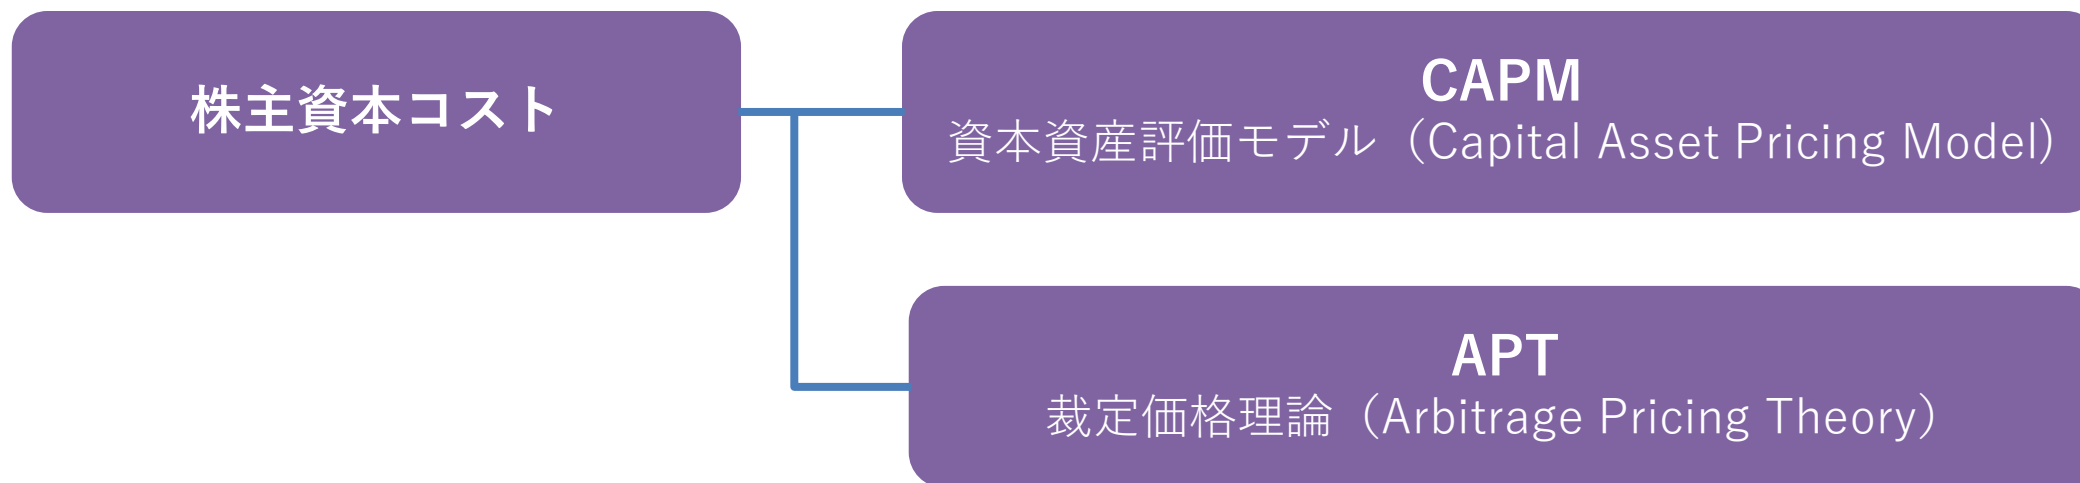 株主資本コスト
CAPM
資本資産評価モデル（Capital Asset Pricing Model）
APT
裁定価格理論（Arbitrage Pricing Theory）